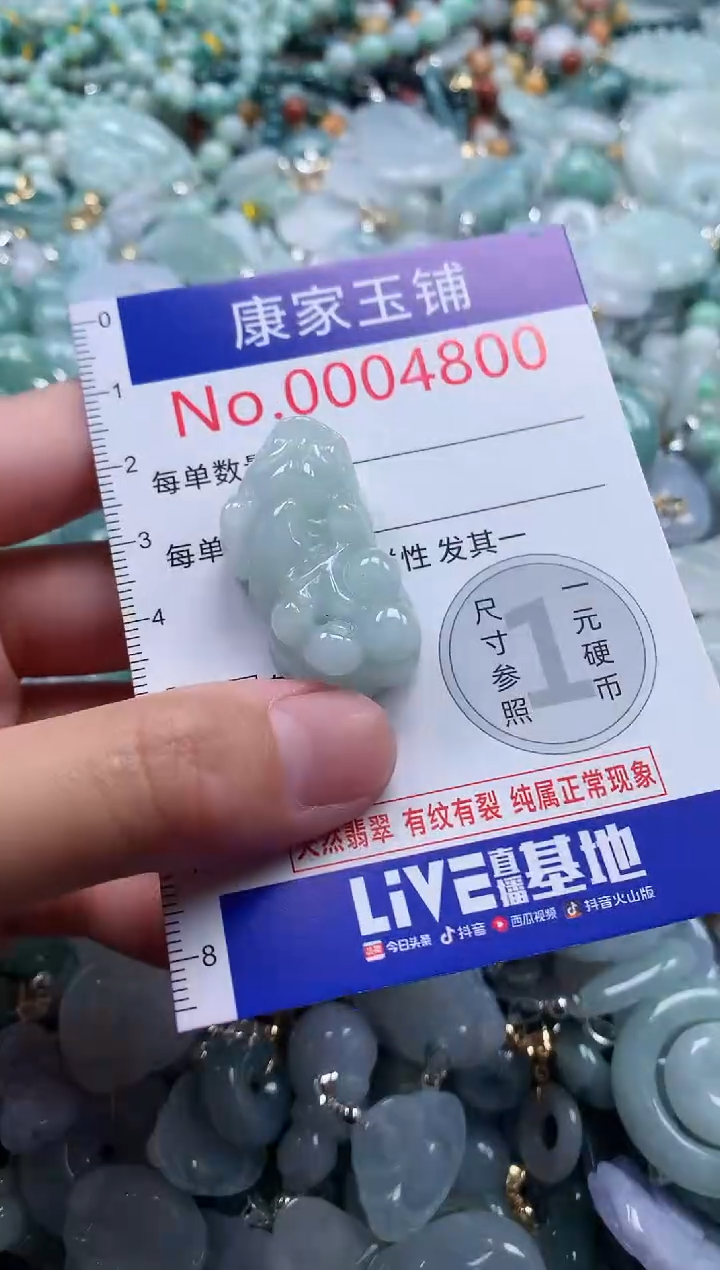 康家玉铺
No.0004800
0
1
2
3
4
8
每单数
每单 性 发其一
尺寸参照
1
一元硬币
天然翡翠 有纹有裂 纯属正常现象
LiVE直播基地
头条 今日头条 抖音 西瓜视频 抖音火山版